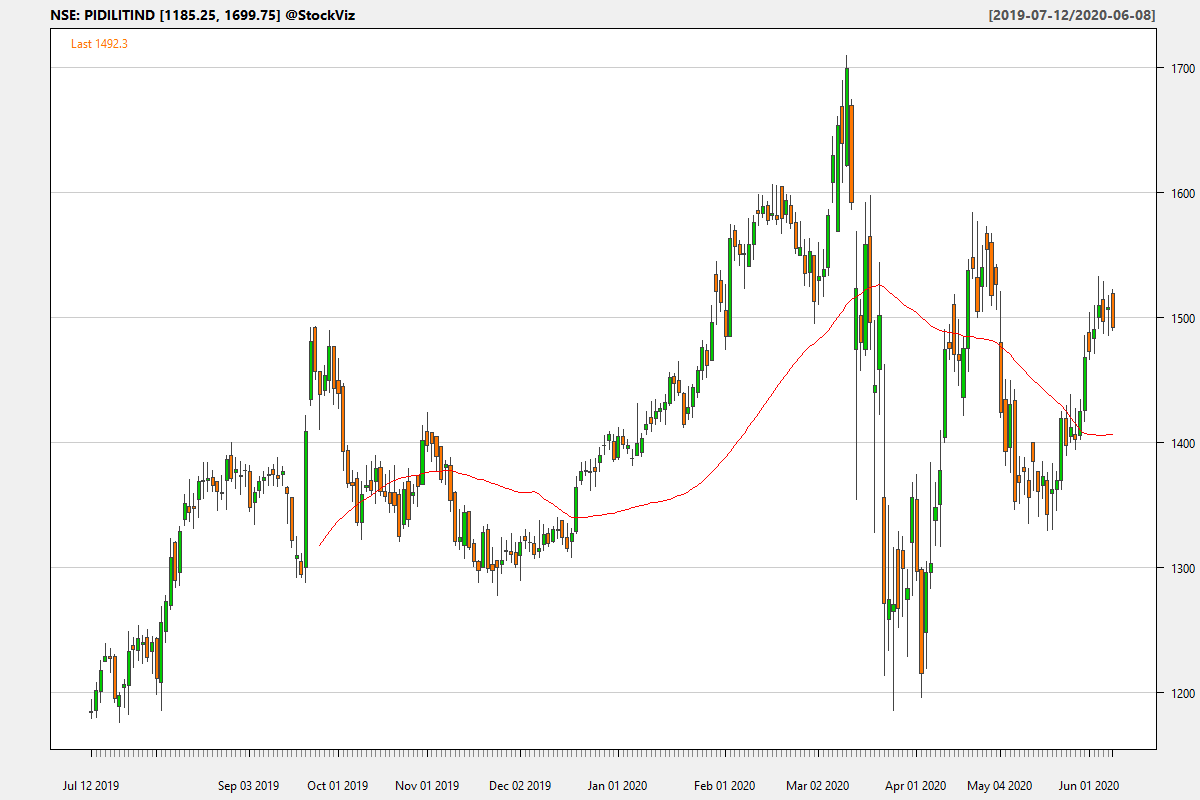 NSE: PIDILITIND [1185.25, 1699.75] @StockViz
[2019-07-12/2020-06-08]
Last 1492.3
1700
1600
1500
1400
1300
1200
Jul 12 2019 Sep 03 2019 Oct 01 2019 Nov 01 2019 Dec 02 2019 Jan 01 2020 Feb 01 2020 Mar 02 2020 Apr 01 2020 May 04 2020 Jun 01 2020